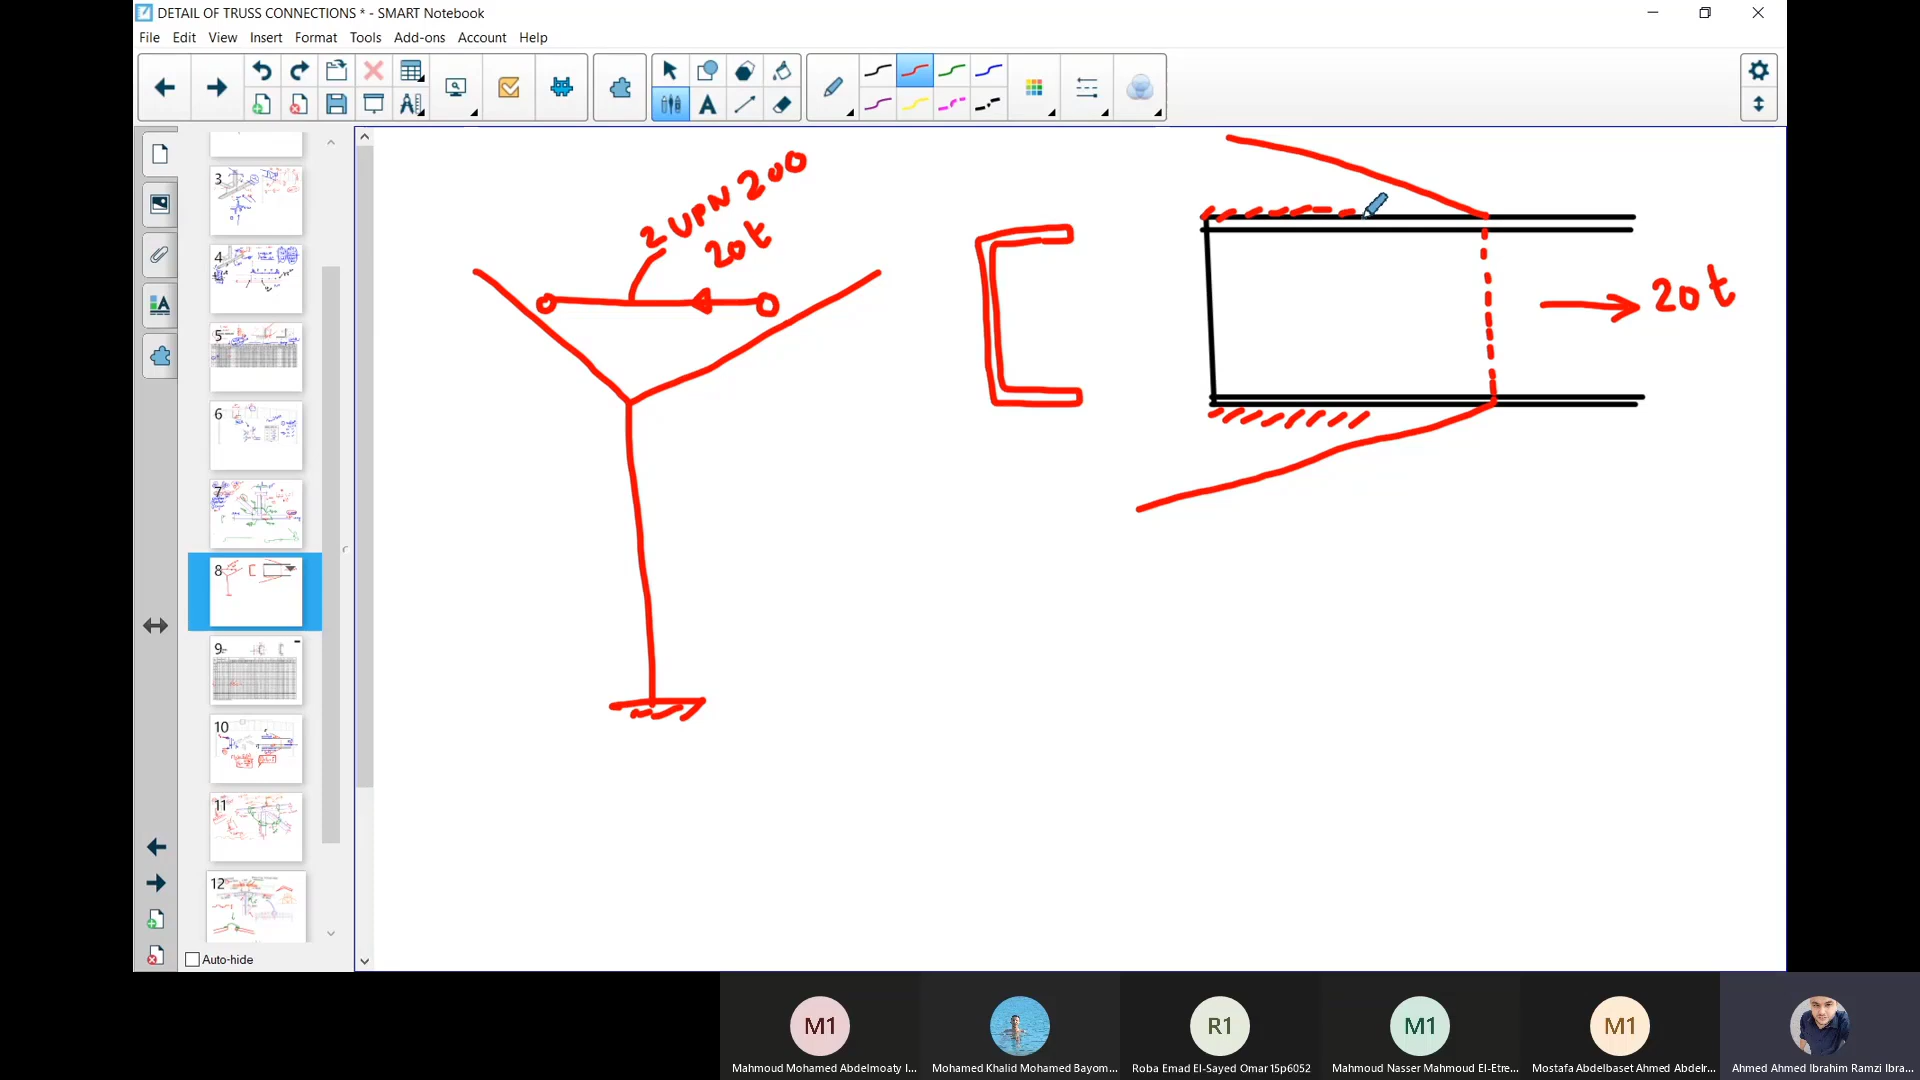 DETAIL OF TRUSS CONNECTIONS * - SMART Notebook
File Edit View Insert Format Tools Add-ons Account Help
2 UPN 200
20t
20t
3
4
5
6
7
8
9
10
11
12
Auto-hide
M1
R1
M1
M1
Mahmoud Mohamed Abdelmoaty I...
Mohamed Khalid Mohamed Bayom...
Roba Emad El-Sayed Omar 15p6052
Mahmoud Nasser Mahmoud El-Etre...
Mostafa Abdelbaset Ahmed Abdelr...
Ahmed Ahmed Ibrahim Ramzi Ibra...